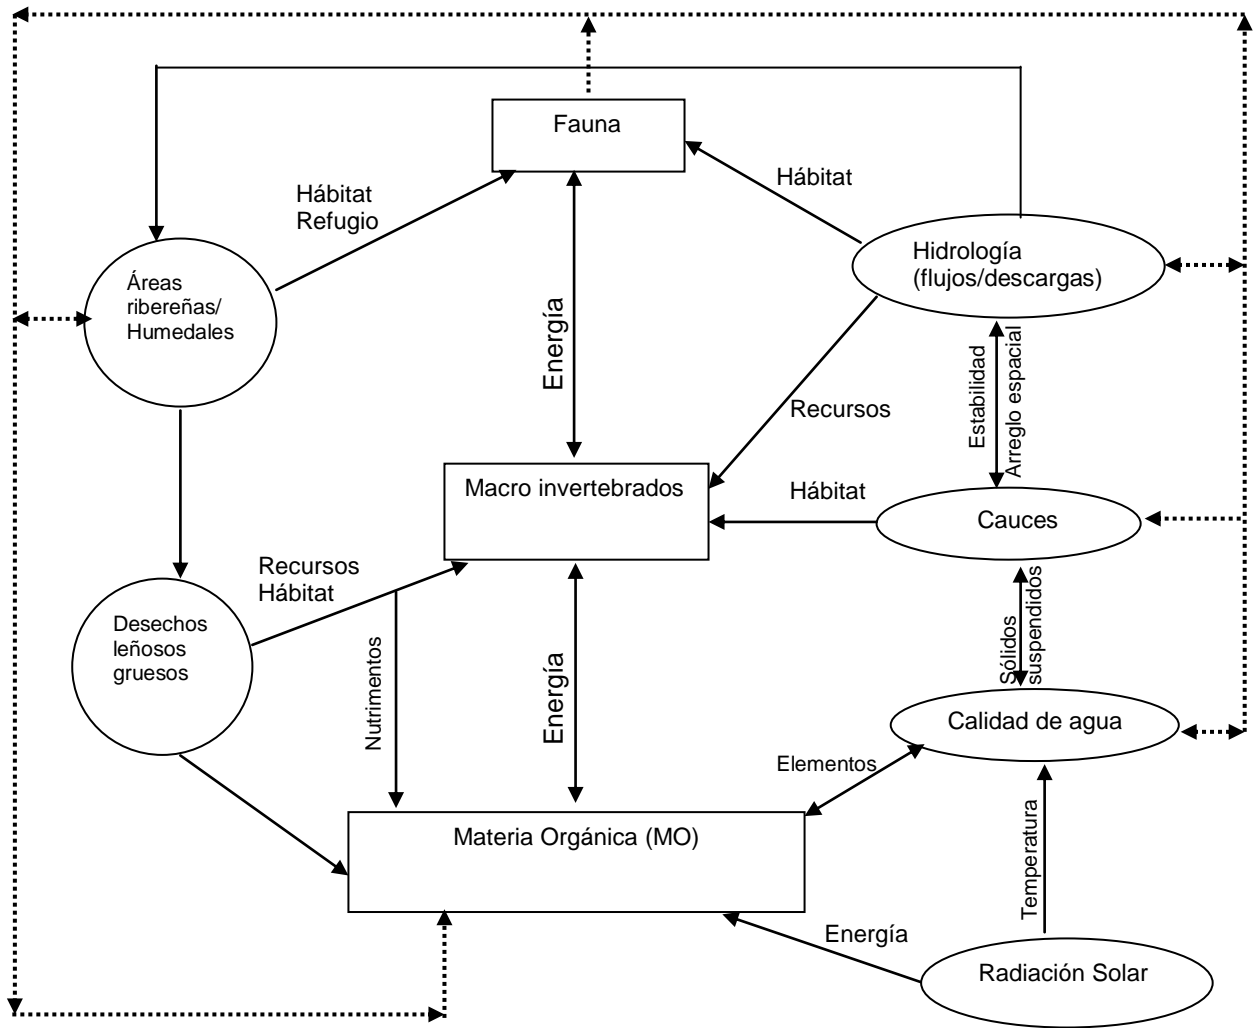 Fauna
Hábitat
Refugio
Hábitat
Hidrología
(flujos/descargas)
Áreas
ribereñas/
Humedales
Energía
Estabilidad
Arreglo espacial
Recursos
Macro invertebrados
Hábitat
Cauces
Recursos
Hábitat
Desechos
leñosos
gruesos
Nutrimentos
Energía
Sólidos
suspendidos
Calidad de agua
Elementos
Materia Orgánica (MO)
Temperatura
Energía
Radiación Solar